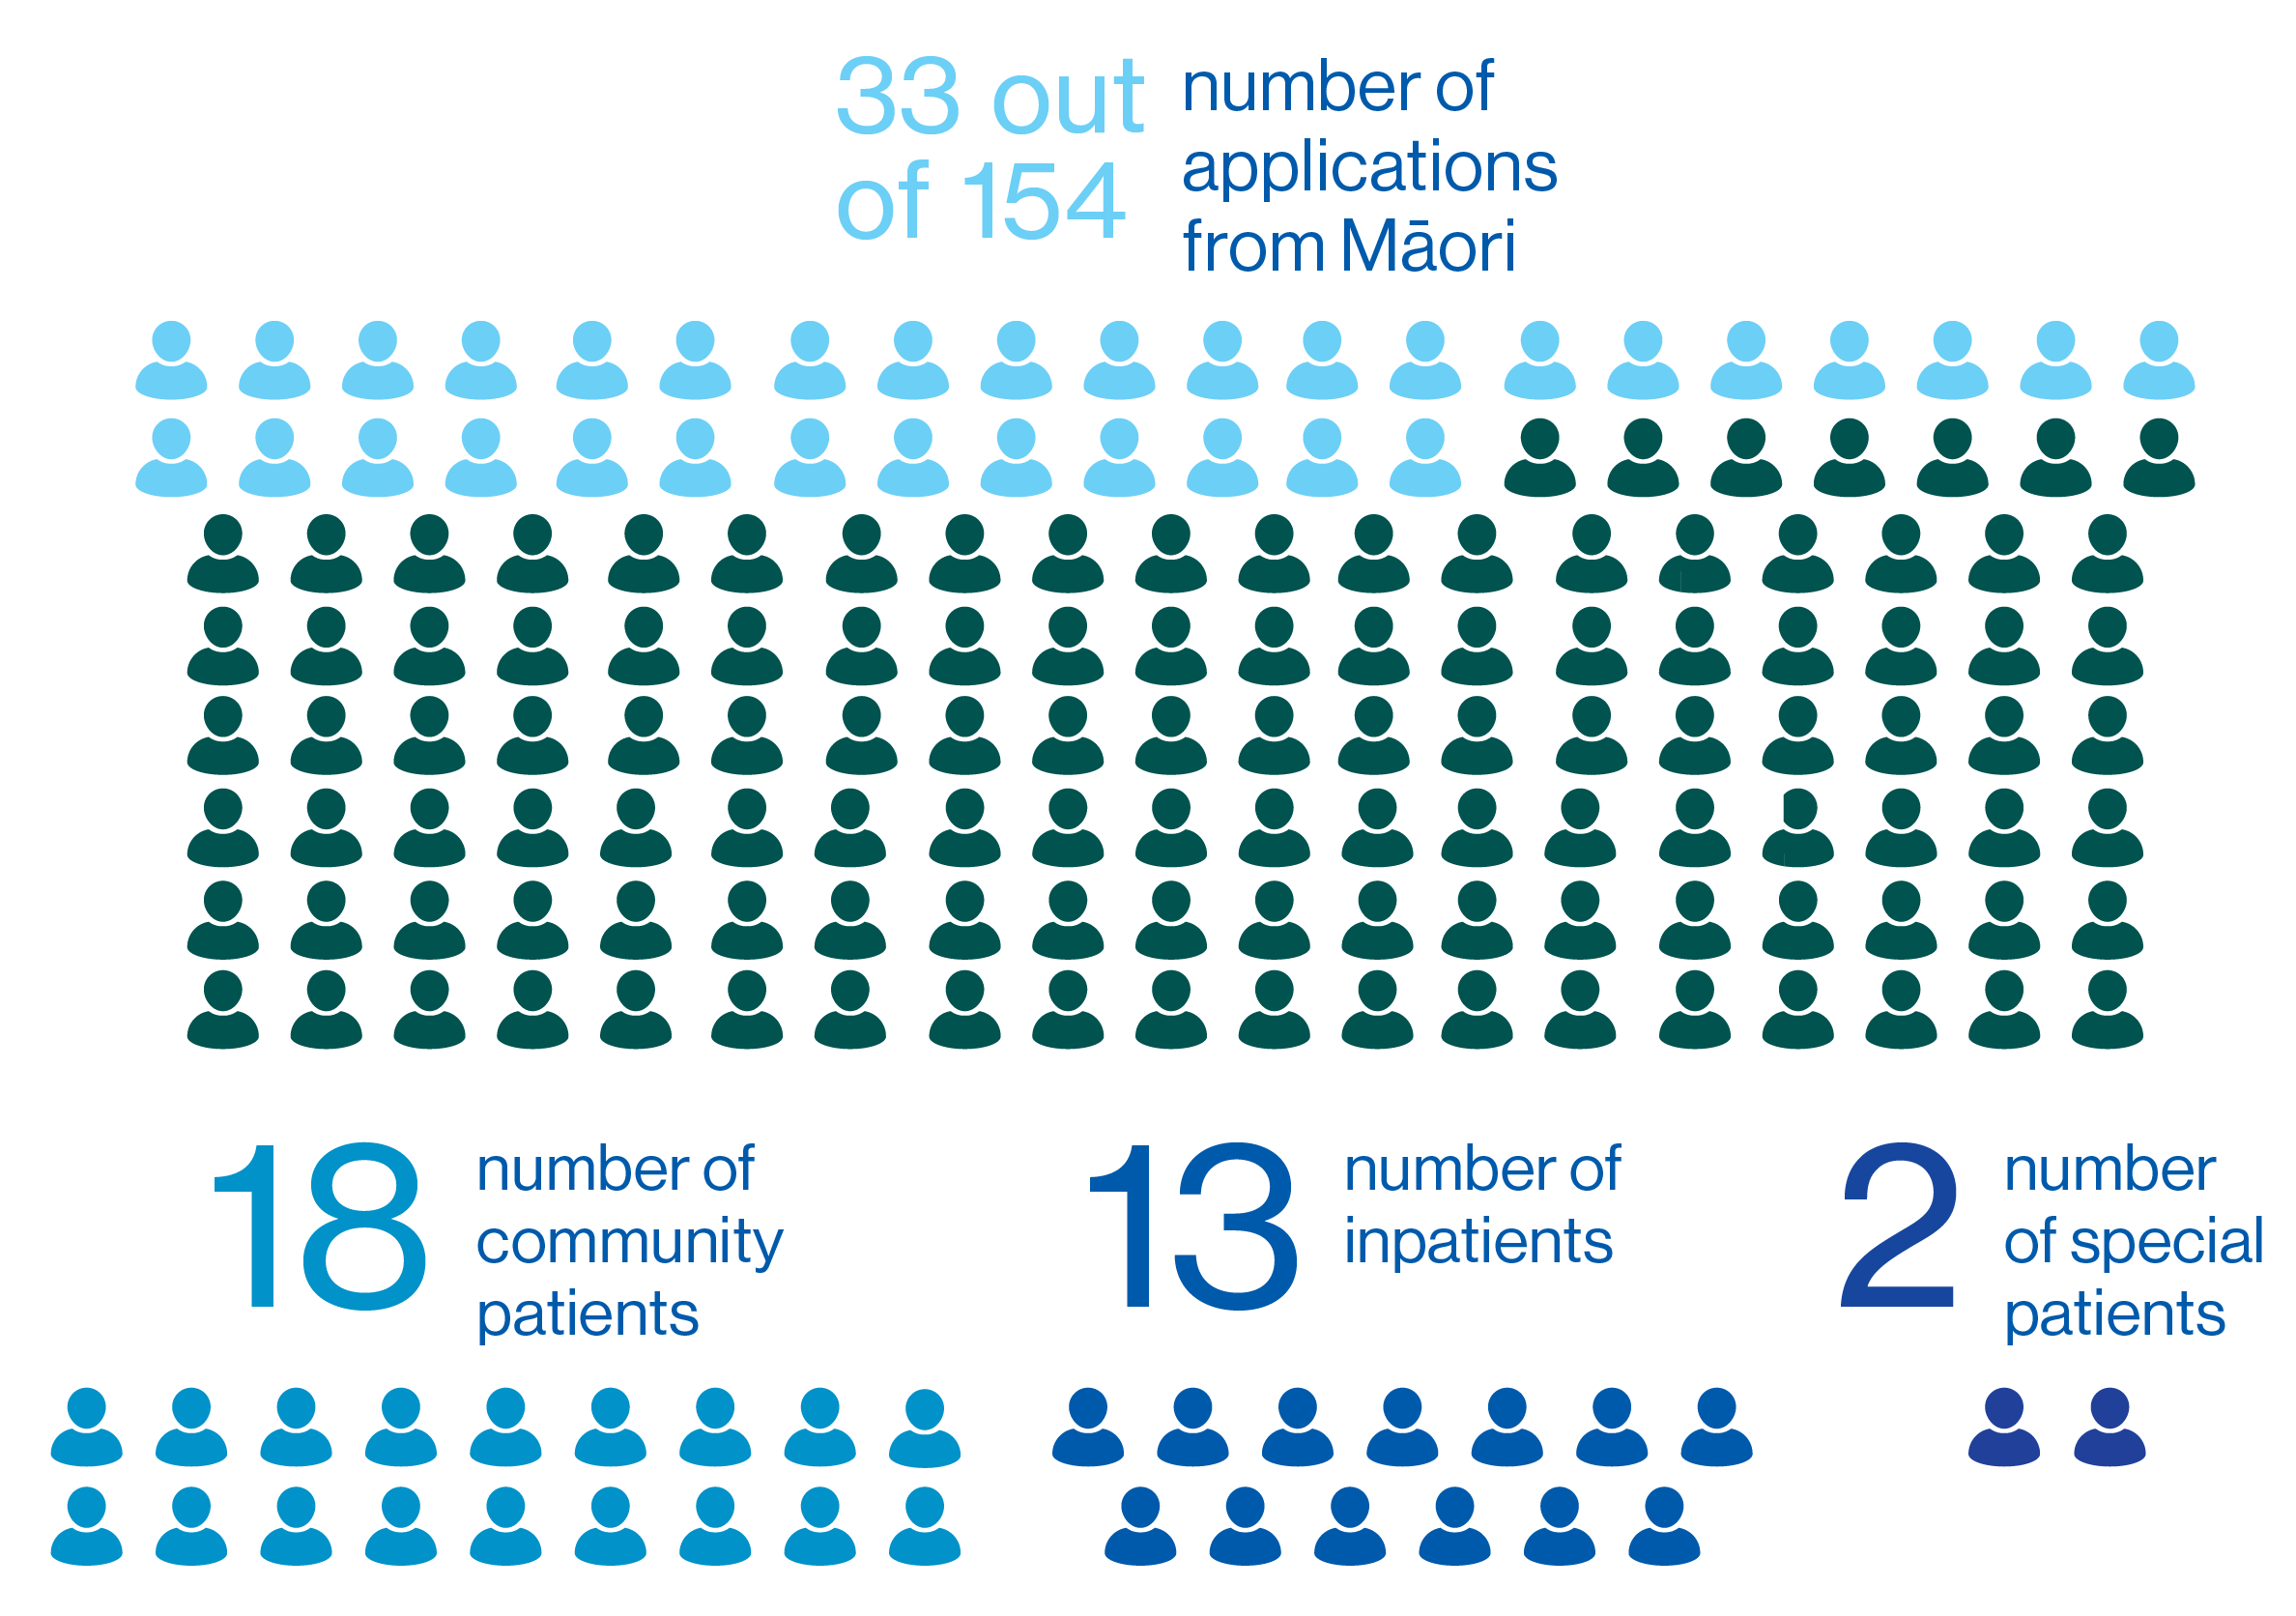 33 out
of 154
number of
applications
from Māori
18
number of
community
patients
13
number of
inpatients
2
number
of special
patients